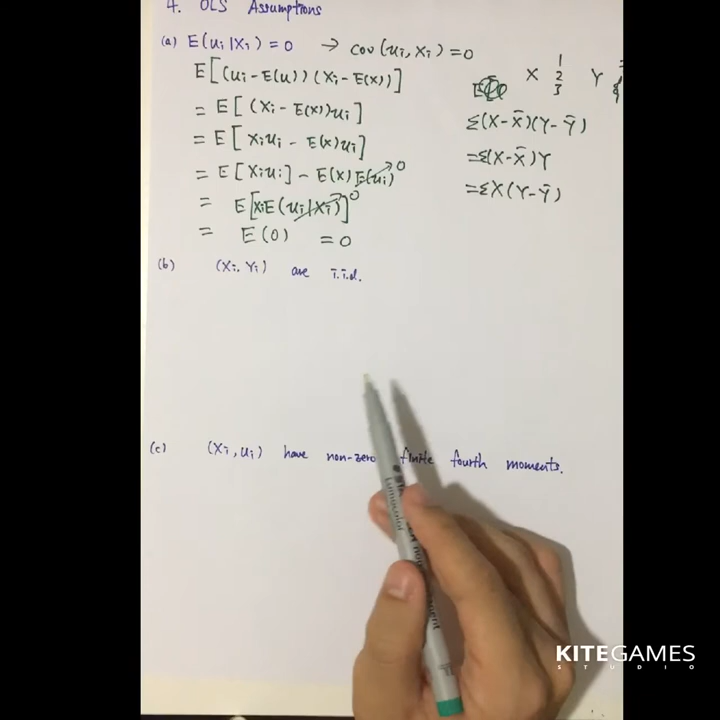 4. OLS Assumptions
(a) E(ui|Xi) = 0 → cov(ui, Xi) = 0
E[(ui - E(u))(Xi - E(x))]
= E[(Xi - E(x))ui]
= E[Xiui - E(x)ui]
= E[Xiui] - E(x)E(ui)→0
= E[XiE(ui|Xi)]→0
= E(0) = 0
X 1 2 3 Y
Σ(X-X̄)(Y-Ȳ)
=Σ(X-X̄)Y
=ΣX(Y-Ȳ)
(b) (Xi. Yi) are i.i.d.
(c) (Xi, ui) have non-zero finite fourth moments.
KITEGAMES
STUDIO